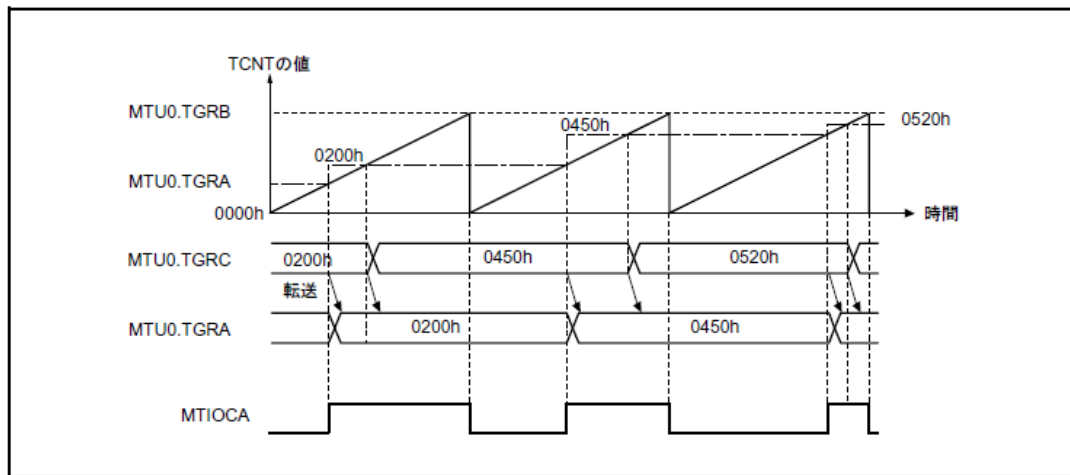 TCNTの値
MTU0.TGRB
0520h
0450h
0200h
MTU0.TGRA
0000h
時間
MTU0.TGRC
0200h
0450h
0520h
転送
MTU0.TGRA
0200h
0450h
MTIOCA